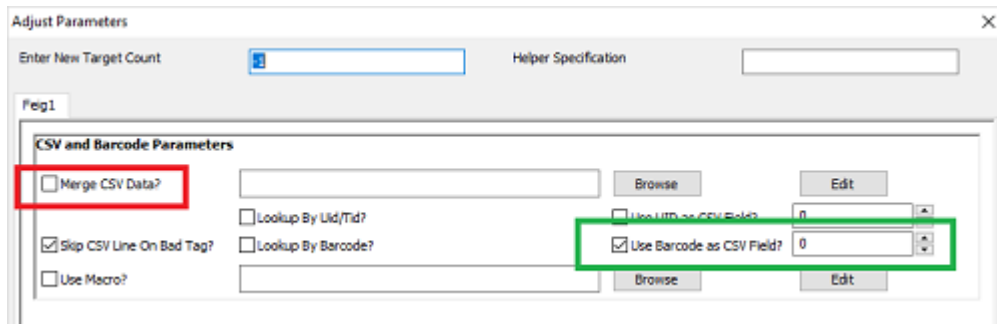 Adjust Parameters
Enter New Target Count -1 Helper Specification
Feig1
CSV and Barcode Parameters
Merge CSV Data? Browse Edit
Lookup By Uid/Tid? Use UID as CSV Field? 0
Skip CSV Line On Bad Tag? Lookup By Barcode? Use Barcode as CSV Field? 0
Use Macro? Browse Edit